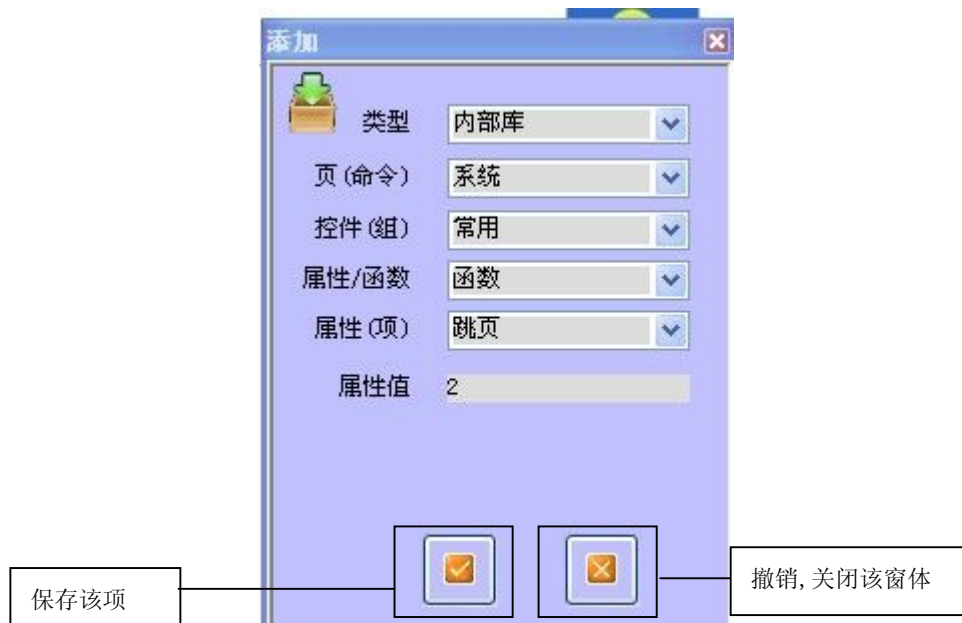 添加
类型 内部库
页(命令) 系统
控件(组) 常用
属性/函数 函数
属性(项) 跳页
属性值 2
保存该项
撤销,关闭该窗体